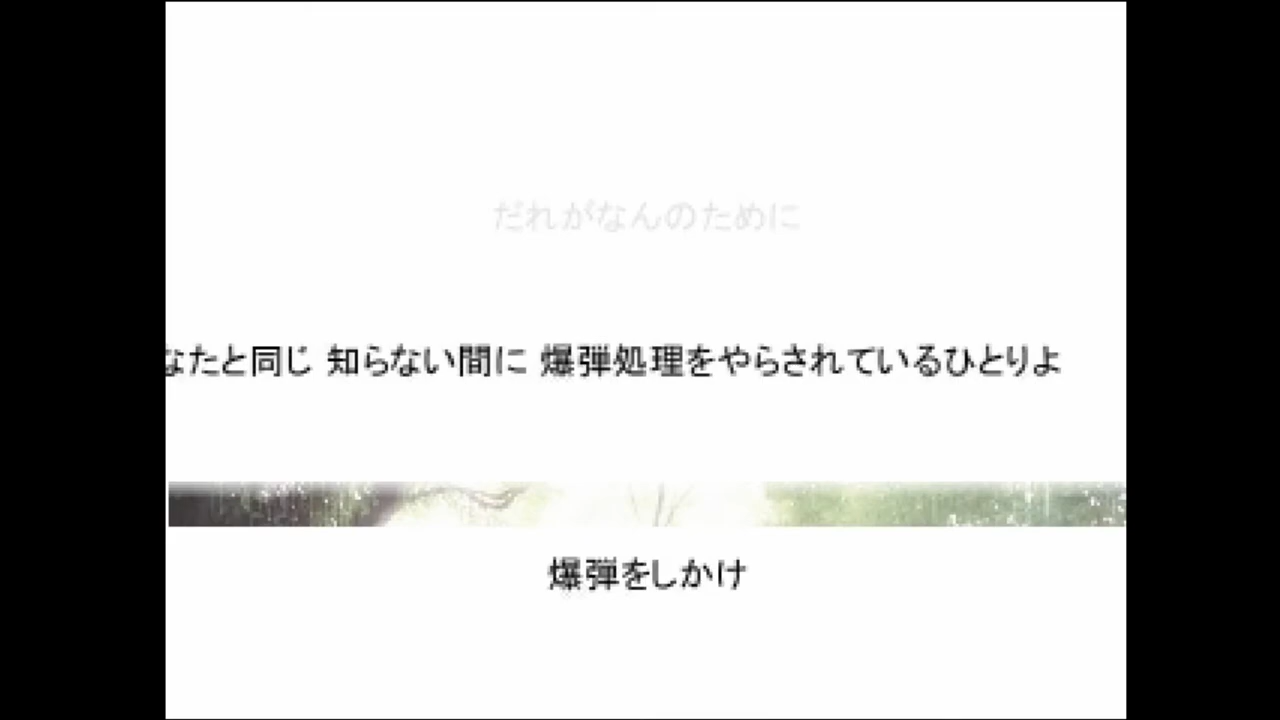 だれがなんのために
なたと同じ 知らない間に 爆弾処理をやらされているひとりよ
爆弾をしかけ